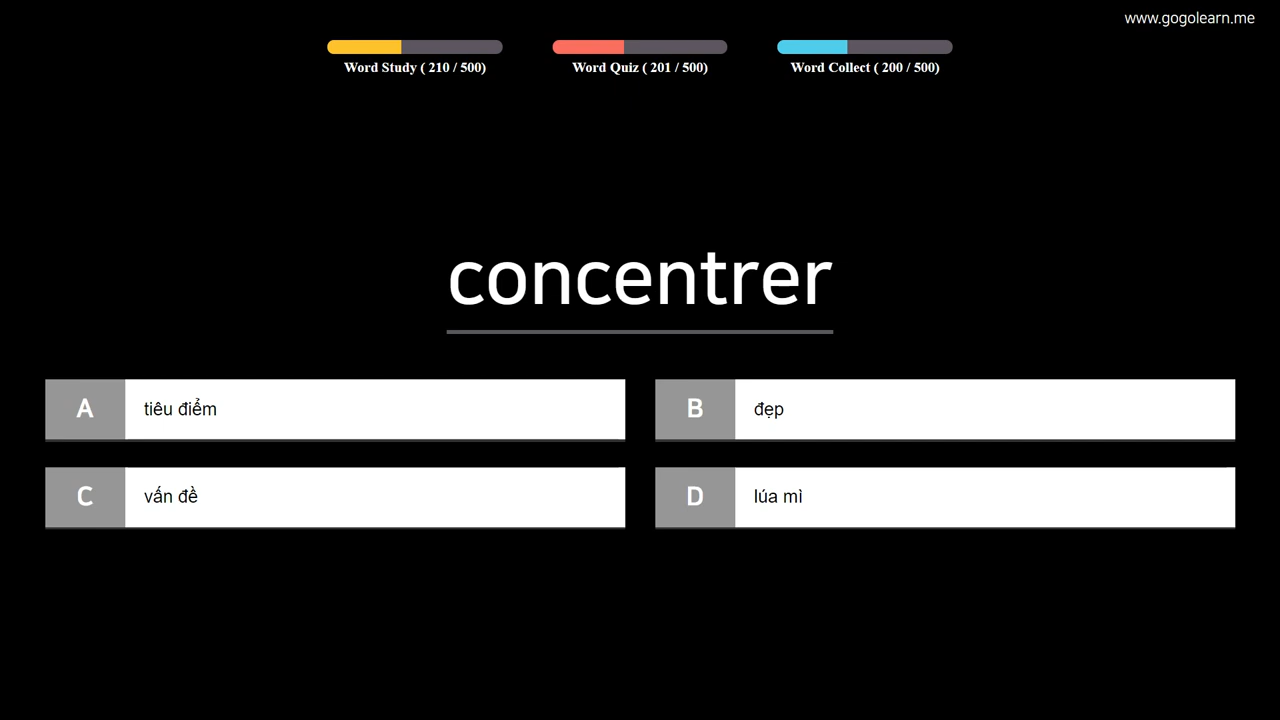 www.gogolearn.me
Word Study ( 210 / 500)
Word Quiz ( 201 / 500)
Word Collect ( 200 / 500)
concentrer
A tiêu điểm
B đẹp
C vấn đề
D lúa mì